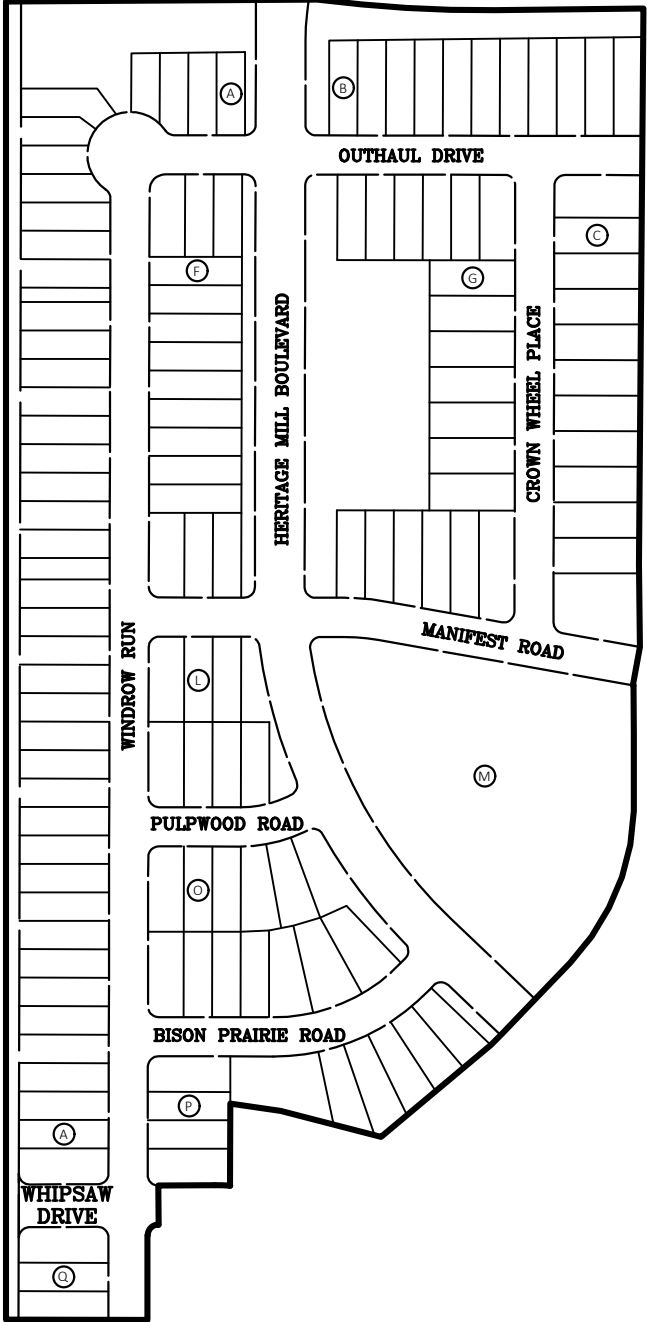 A
B
OUTHAUL DRIVE
C
F
G
HERITAGE MILL BOULEVARD
CROWN WHEEL PLACE
MANIFEST ROAD
WINDROW RUN
L
M
PULPWOOD ROAD
O
BISON PRAIRIE ROAD
P
A
WHIPSAW
DRIVE
Q